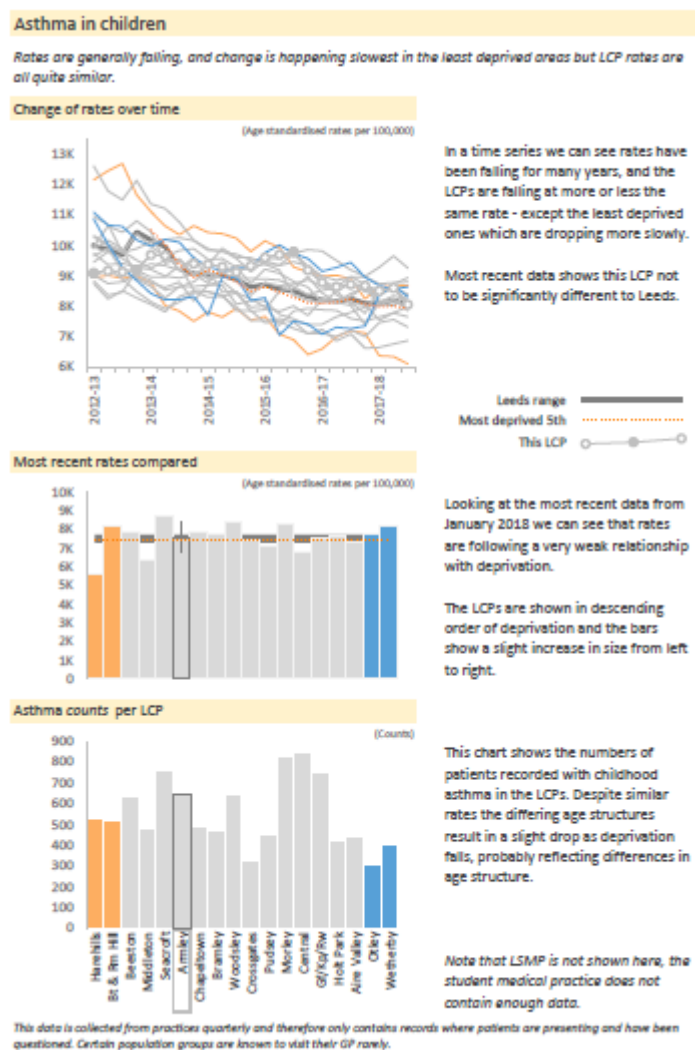 Asthma in children
Rates are generally falling, and change is happening slowest in the least deprived areas but LCP rates are
all quite similar.
Change of rates over time
(Age standardised rates per 100,000)
13K
12K
11K
10K
9K
8K
7K
6K
2012-13
2013-14
2014-15
2015-16
2016-17
2017-18
In a time series we can see rates have
been falling for many years, and the
LCPs are falling at more or less the
same rate - except the least deprived
ones which are dropping more slowly.
Most recent data shows this LCP not
to be significantly different to Leeds.
Leeds range
Most deprived 5th
This LCP
Most recent rates compared
(Age standardised rates per 100,000)
10K
9K
8K
7K
6K
5K
4K
3K
2K
1K
0
Looking at the most recent data from
January 2018 we can see that rates
are following a very weak relationship
with deprivation.
The LCPs are shown in descending
order of deprivation and the bars
show a slight increase in size from left
to right.
Asthma counts per LCP
(Counts)
900
800
700
600
500
400
300
200
100
0
Harehills
Bt & Rm Hill
Beeston
Middleton
Seacroft
Armley
Chapeltown
Bramley
Woodsley
Crossgates
Pudsey
Morley
Central
Gf/Kp/Rw
Holt Park
Aire Valley
Otley
Wetherby
This chart shows the numbers of
patients recorded with childhood
asthma in the LCPs. Despite similar
rates the differing age structures
result in a slight drop as deprivation
falls, probably reflecting differences in
age structure.
Note that LSMP is not shown here, the
student medical practice does not
contain enough data.
This data is collected from practices quarterly and therefore only contains records where patients are presenting and have been
questioned. Certain population groups are known to visit their GP rarely.